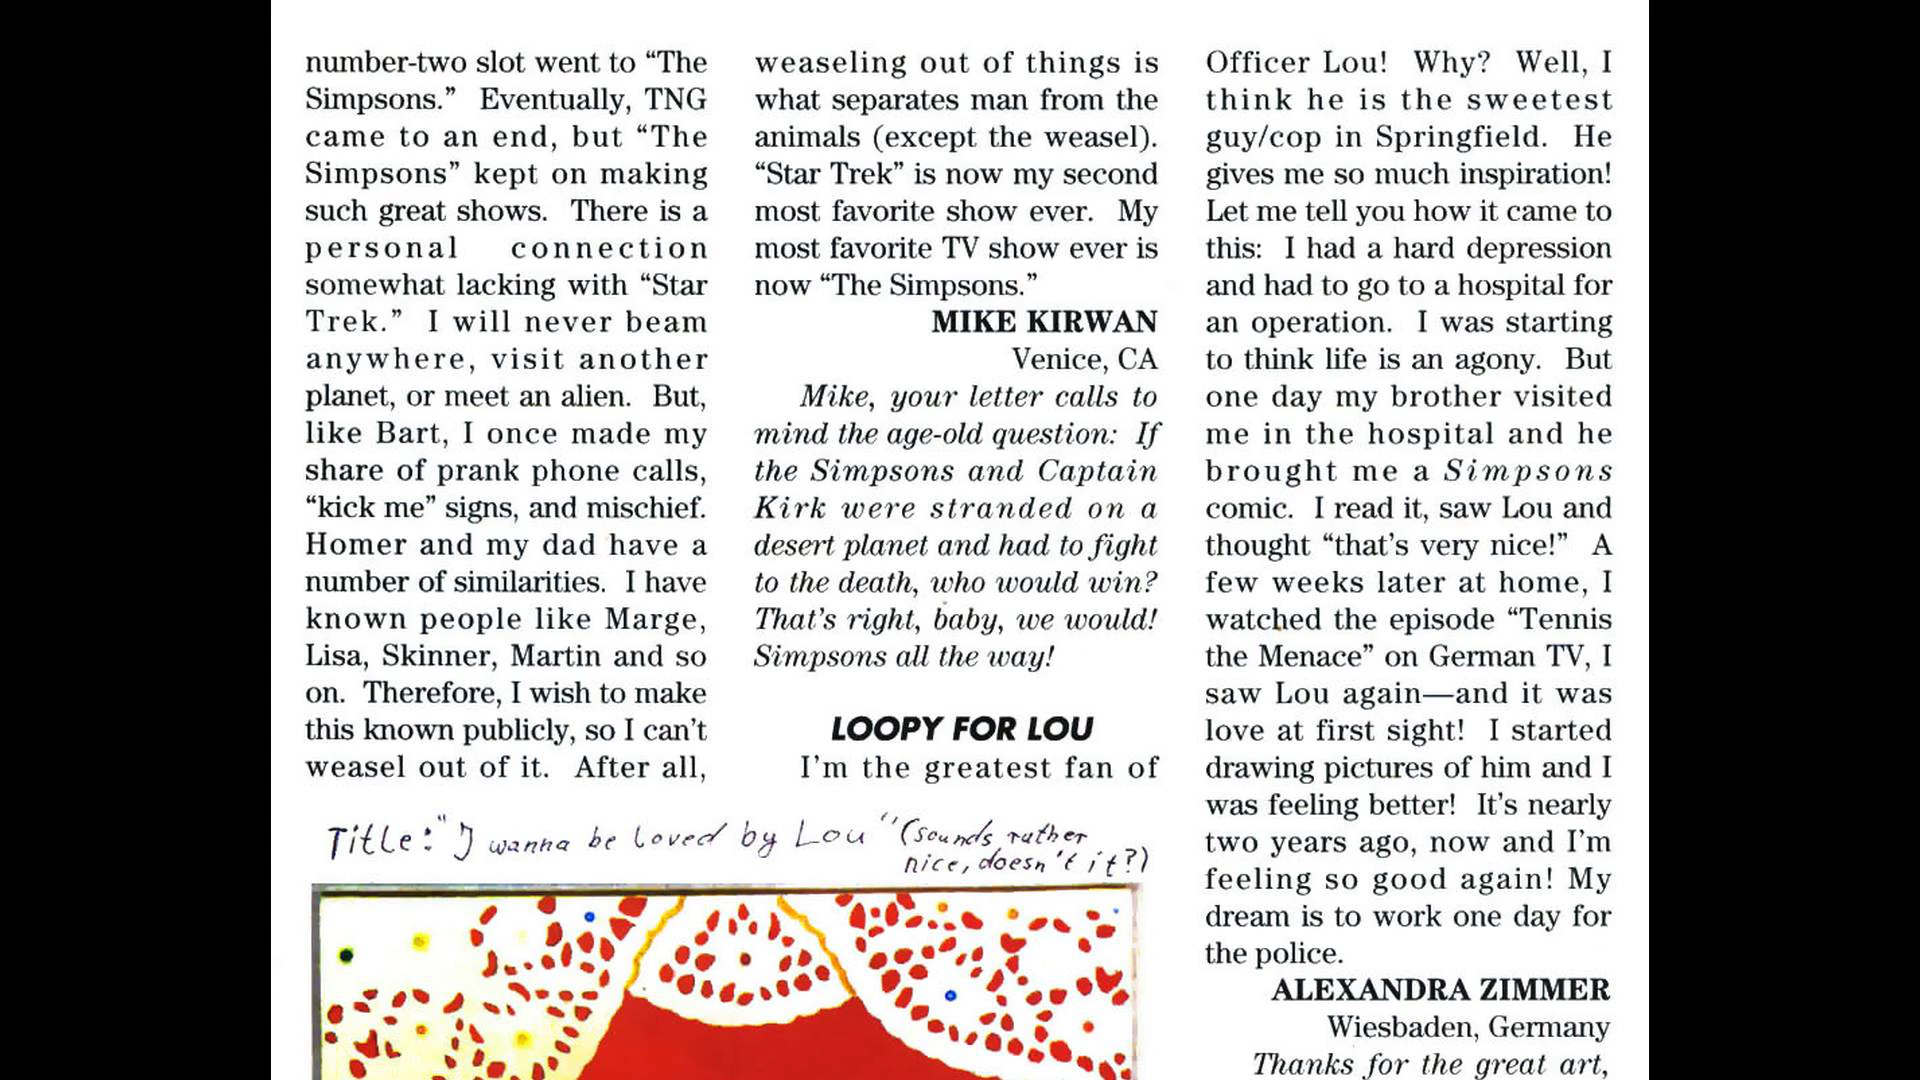 number-two slot went to “The
Simpsons.” Eventually, TNG
came to an end, but “The
Simpsons” kept on making
such great shows. There is a
personal connection
somewhat lacking with “Star
Trek.” I will never beam
anywhere, visit another
planet, or meet an alien. But,
like Bart, I once made my
share of prank phone calls,
“kick me” signs, and mischief.
Homer and my dad have a
number of similarities. I have
known people like Marge,
Lisa, Skinner, Martin and so
on. Therefore, I wish to make
this known publicly, so I can’t
weasel out of it. After all,
weaseling out of things is
what separates man from the
animals (except the weasel).
“Star Trek” is now my second
most favorite show ever. My
most favorite TV show ever is
now “The Simpsons.”
MIKE KIRWAN
Venice, CA
Mike, your letter calls to
mind the age-old question: If
the Simpsons and Captain
Kirk were stranded on a
desert planet and had to fight
to the death, who would win?
That’s right, baby, we would!
Simpsons all the way!
LOOPY FOR LOU
I’m the greatest fan of
Officer Lou! Why? Well, I
think he is the sweetest
guy/cop in Springfield. He
gives me so much inspiration!
Let me tell you how it came to
this: I had a hard depression
and had to go to a hospital for
an operation. I was starting
to think life is an agony. But
one day my brother visited
me in the hospital and he
brought me a Simpsons
comic. I read it, saw Lou and
thought “that’s very nice!” A
few weeks later at home, I
watched the episode “Tennis
the Menace” on German TV, I
saw Lou again—and it was
love at first sight! I started
drawing pictures of him and I
was feeling better! It’s nearly
two years ago, now and I’m
feeling so good again! My
dream is to work one day for
the police.
ALEXANDRA ZIMMER
Wiesbaden, Germany
Thanks for the great art,
Title: "I wanna be loved by Lou" (sounds rather
nice, doesn't it?)